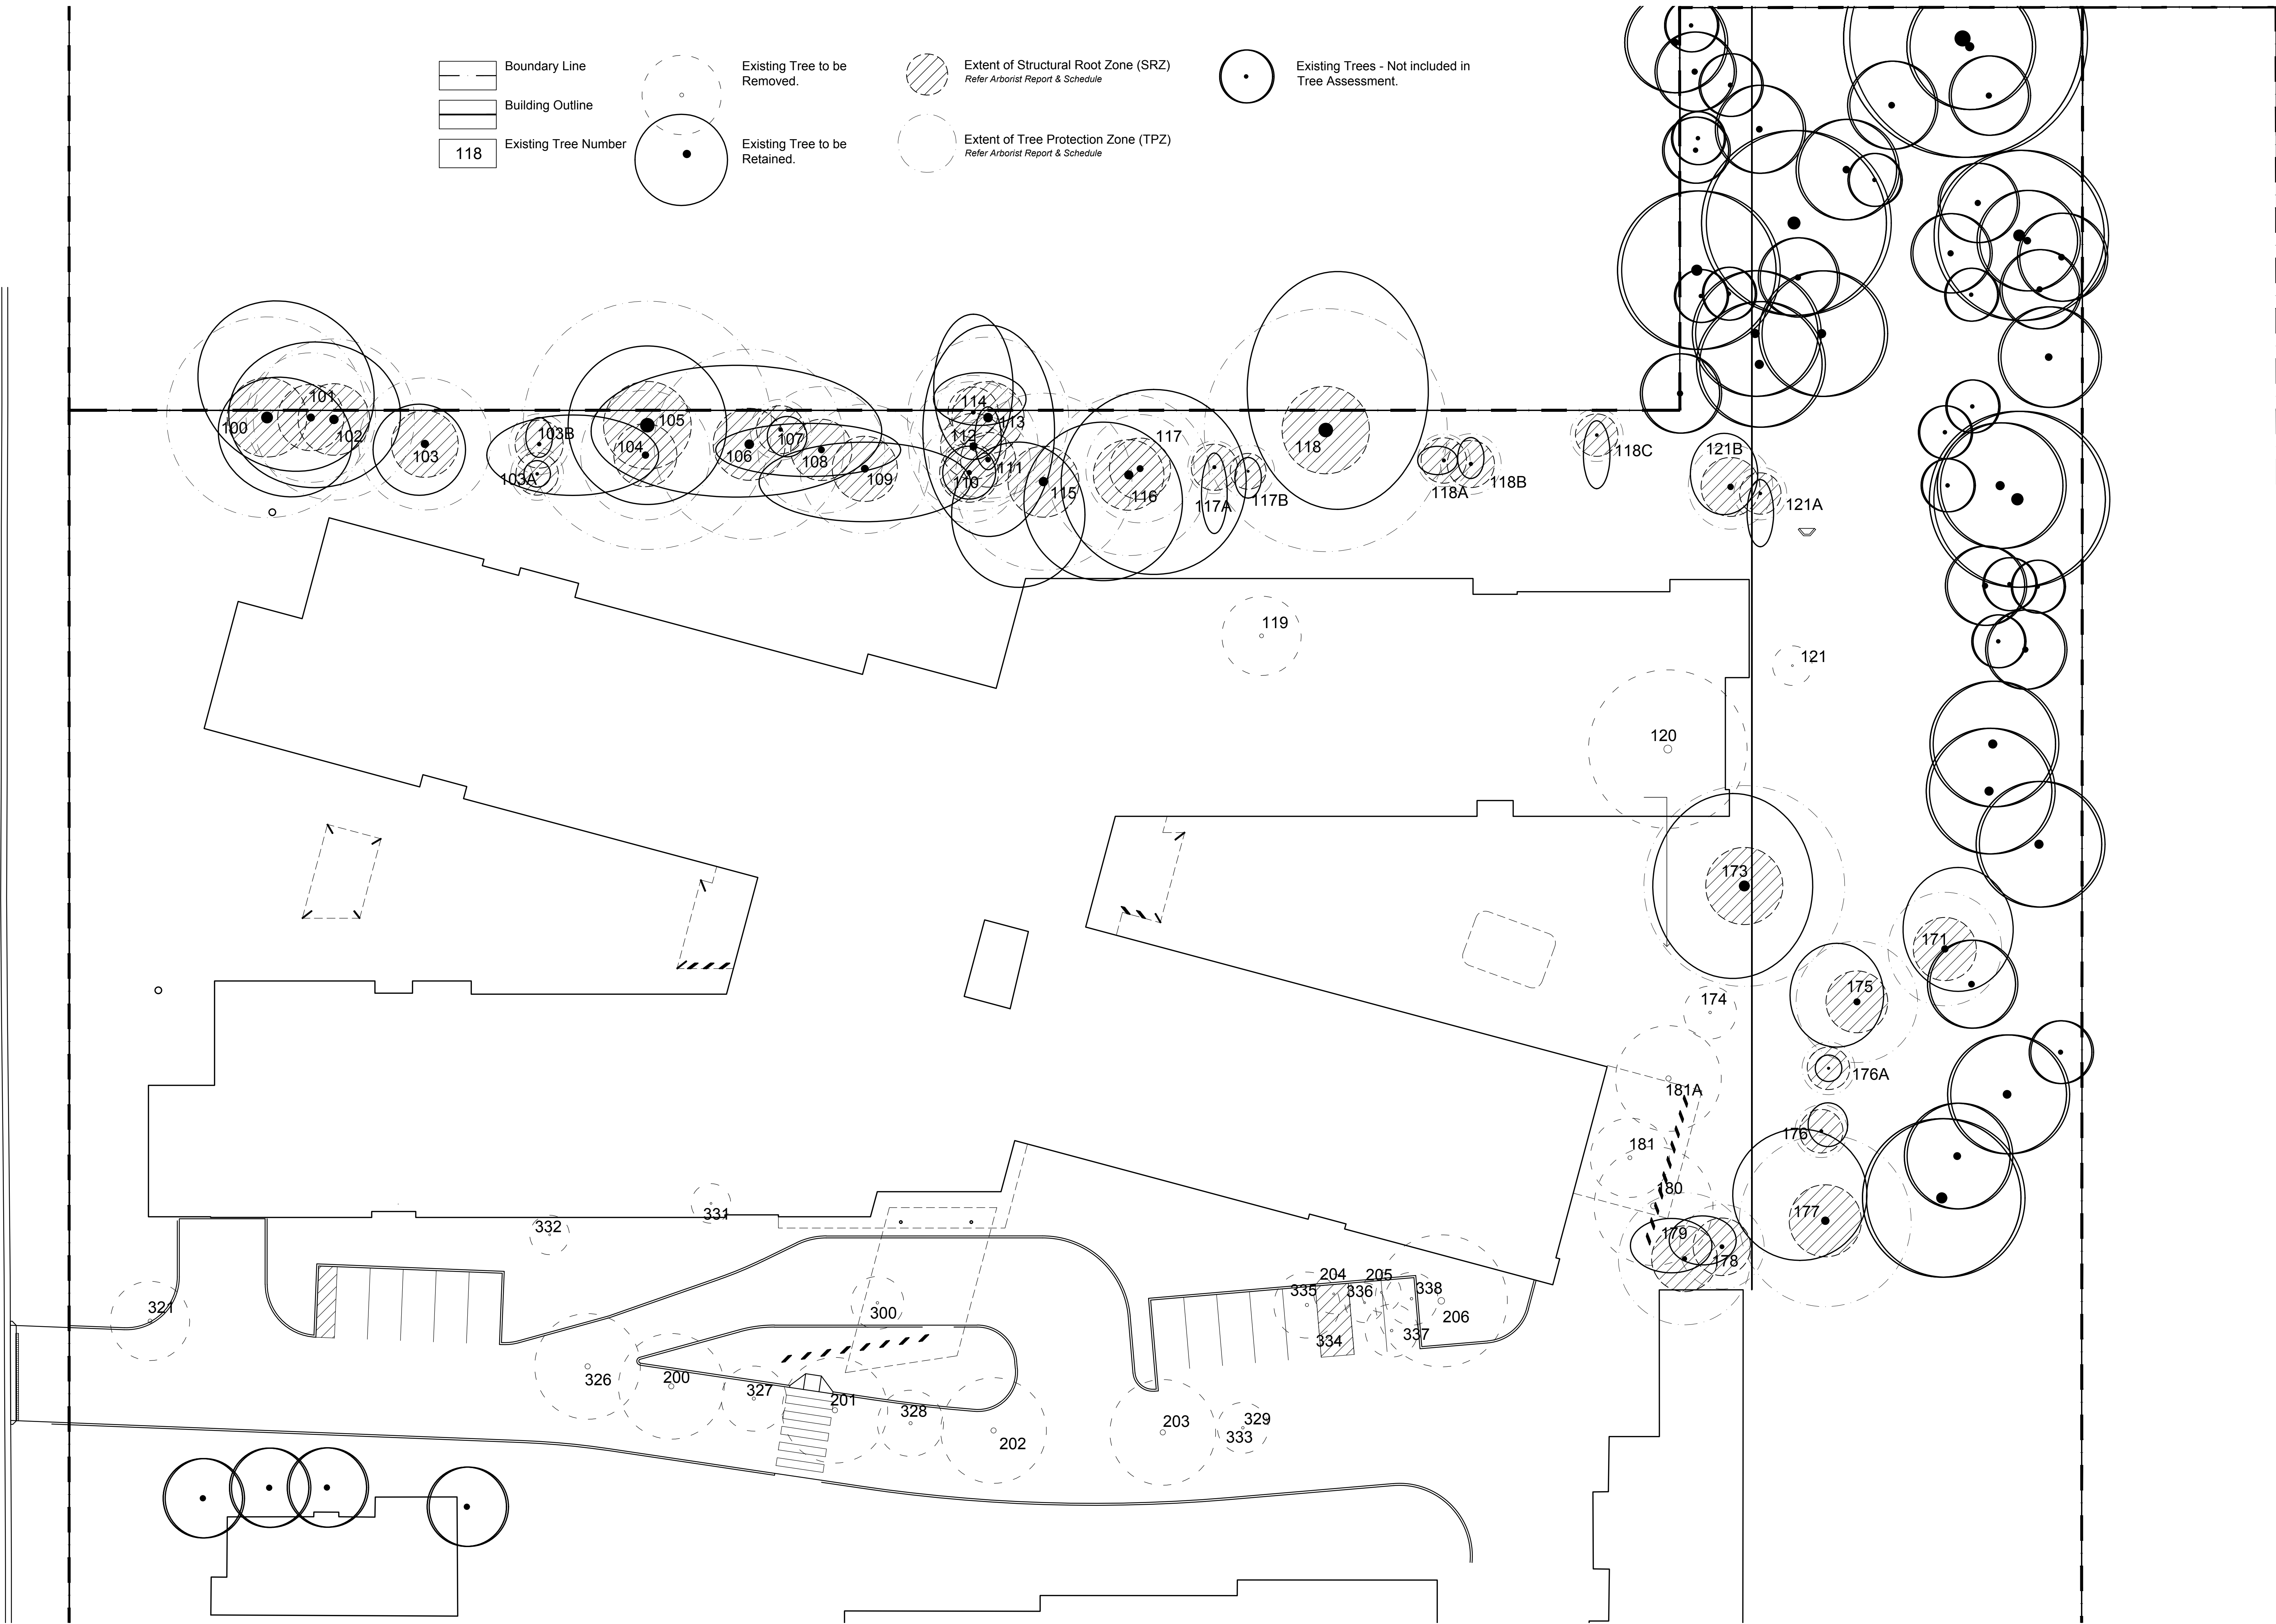 Boundary Line
Building Outline
118
Existing Tree Number
Existing Tree to be
Removed.
Existing Tree to be
Retained.
Extent of Structural Root Zone (SRZ)
Refer Arborist Report & Schedule
Extent of Tree Protection Zone (TPZ)
Refer Arborist Report & Schedule
Existing Trees - Not included in
Tree Assessment.
100
101
102
103
103A
103B
104
105
106
107
108
109
110
111
112
113
114
115
116
117
117A
117B
118
118A
118B
118C
121B
121A
119
121
120
173
171
175
174
176A
181A
176
181
180
177
179
178
331
332
321
300
335
204
336
205
338
206
334
337
326
200
327
201
328
202
203
329
333